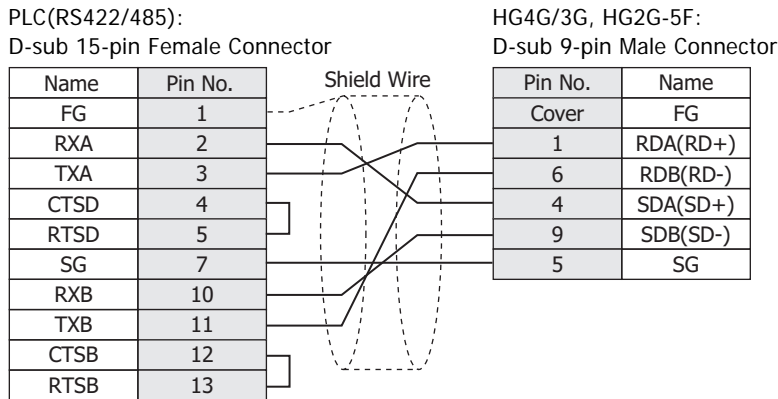 PLC(RS422/485):
D-sub 15-pin Female Connector
HG4G/3G, HG2G-5F:
D-sub 9-pin Male Connector
Shield Wire
Name Pin No.
FG 1
RXA 2
TXA 3
CTSD 4
RTSD 5
SG 7
RXB 10
TXB 11
CTSB 12
RTSB 13
Pin No. Name
Cover FG
1 RDA(RD+)
6 RDB(RD-)
4 SDA(SD+)
9 SDB(SD-)
5 SG